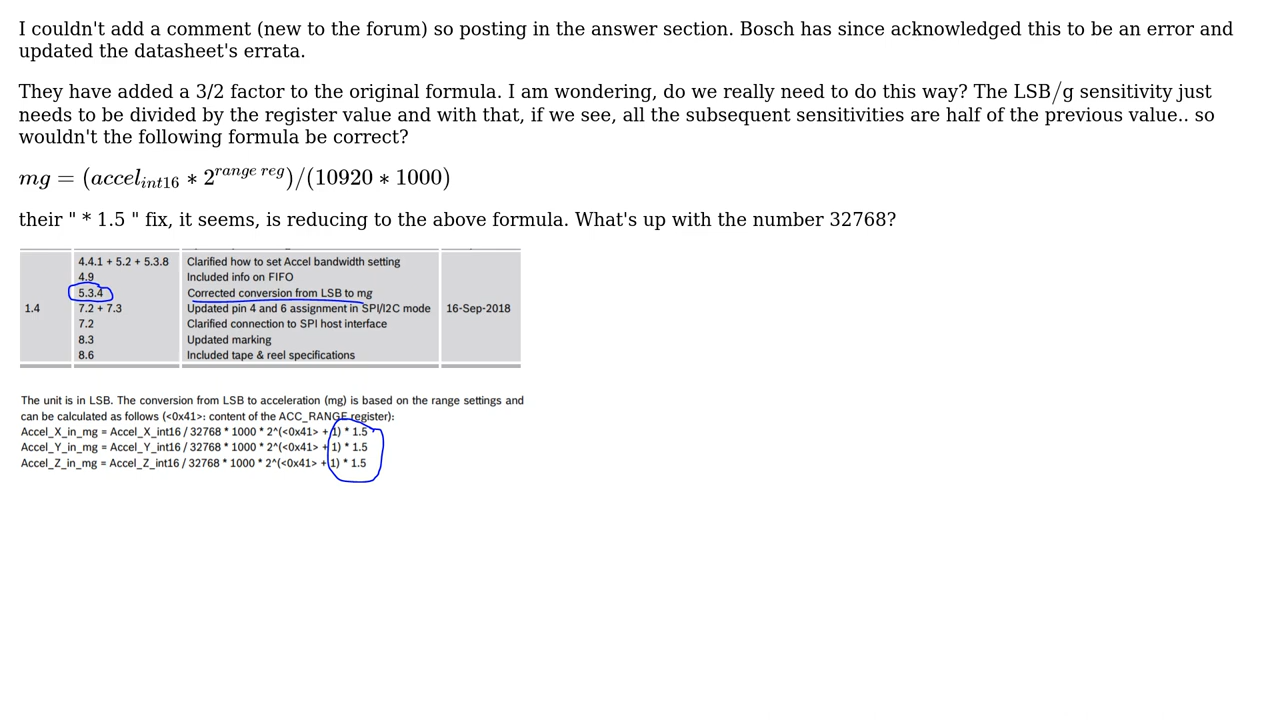 I couldn't add a comment (new to the forum) so posting in the answer section. Bosch has since acknowledged this to be an error and
updated the datasheet's errata.
They have added a 3/2 factor to the original formula. I am wondering, do we really need to do this way? The LSB/g sensitivity just
needs to be divided by the register value and with that, if we see, all the subsequent sensitivities are half of the previous value.. so
wouldn't the following formula be correct?
mg = (accel_{int16} * 2^{range reg})/(10920 * 1000)
their " * 1.5 " fix, it seems, is reducing to the above formula. What's up with the number 32768?
4.4.1 + 5.2 + 5.3.8 Clarified how to set Accel bandwidth setting
4.9 Included info on FIFO
5.3.4 Corrected conversion from LSB to mg
1.4 7.2 + 7.3 Updated pin 4 and 6 assignment in SPI/I2C mode 16-Sep-2018
7.2 Clarified connection to SPI host interface
8.3 Updated marking
8.6 Included tape & reel specifications
The unit is in LSB. The conversion from LSB to acceleration (mg) is based on the range settings and
can be calculated as follows (<0x41>: content of the ACC_RANGE register):
Accel_X_in_mg = Accel_X_int16 / 32768 * 1000 * 2^(<0x41> + 1) * 1.5
Accel_Y_in_mg = Accel_Y_int16 / 32768 * 1000 * 2^(<0x41> + 1) * 1.5
Accel_Z_in_mg = Accel_Z_int16 / 32768 * 1000 * 2^(<0x41> + 1) * 1.5